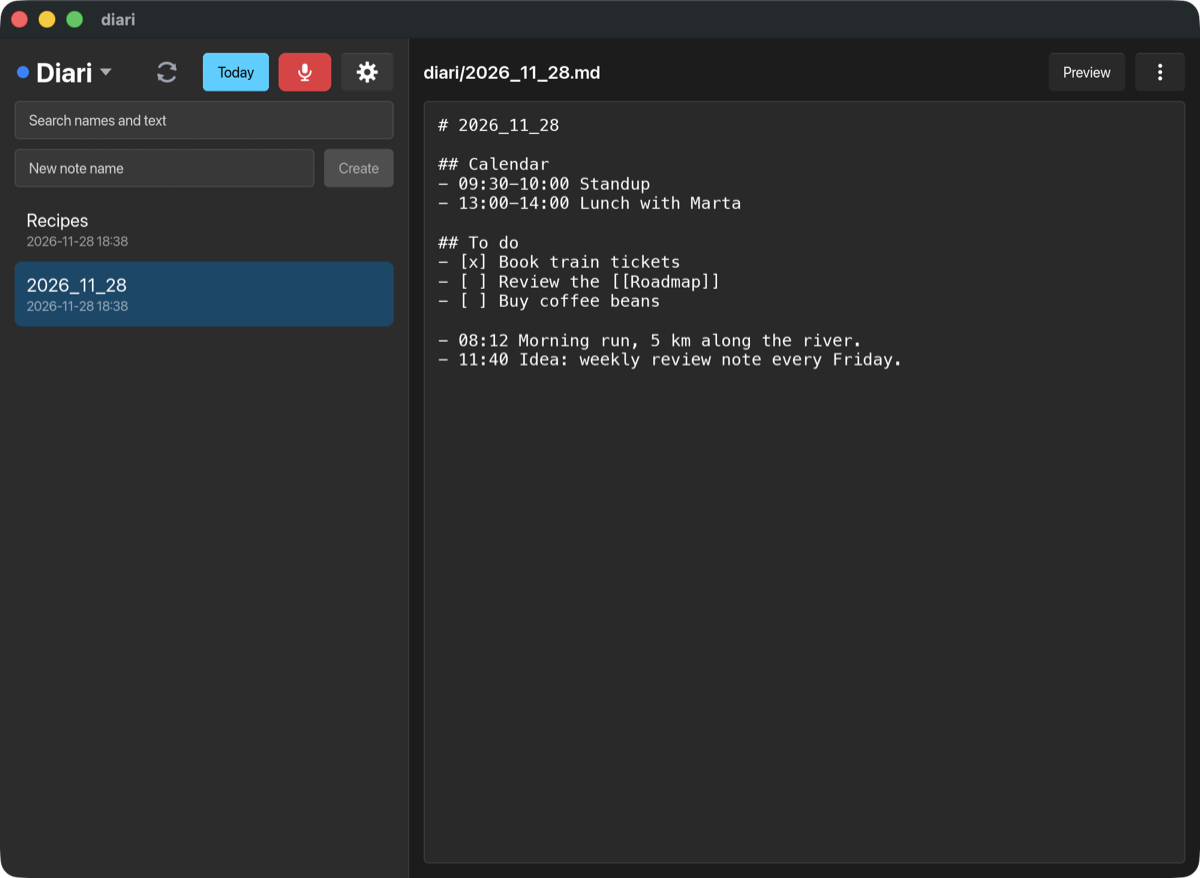 diari
Diari
Today
Search names and text
New note name
Create
Recipes
2026-11-28 18:38
2026_11_28
2026-11-28 18:38
diari/2026_11_28.md
Preview
# 2026_11_28
## Calendar
- 09:30-10:00 Standup
- 13:00-14:00 Lunch with Marta
## To do
- [x] Book train tickets
- [ ] Review the [[Roadmap]]
- [ ] Buy coffee beans
- 08:12 Morning run, 5 km along the river.
- 11:40 Idea: weekly review note every Friday.